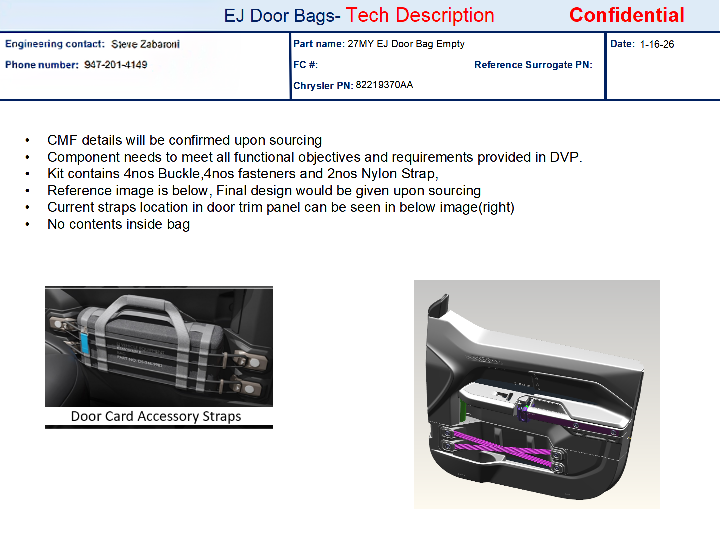 EJ Door Bags- Tech Description
Confidential
Engineering contact: Steve Zabaroni
Part name: 27MY EJ Door Bag Empty
Date: 1-16-26
Phone number: 947-201-4149
FC #:
Reference Surrogate PN:
Chrysler PN: 82219370AA
• CMF details will be confirmed upon sourcing
• Component needs to meet all functional objectives and requirements provided in DVP.
• Kit contains 4nos Buckle,4nos fasteners and 2nos Nylon Strap,
• Reference image is below, Final design would be given upon sourcing
• Current straps location in door trim panel can be seen in below image(right)
• No contents inside bag
Door Card Accessory Straps